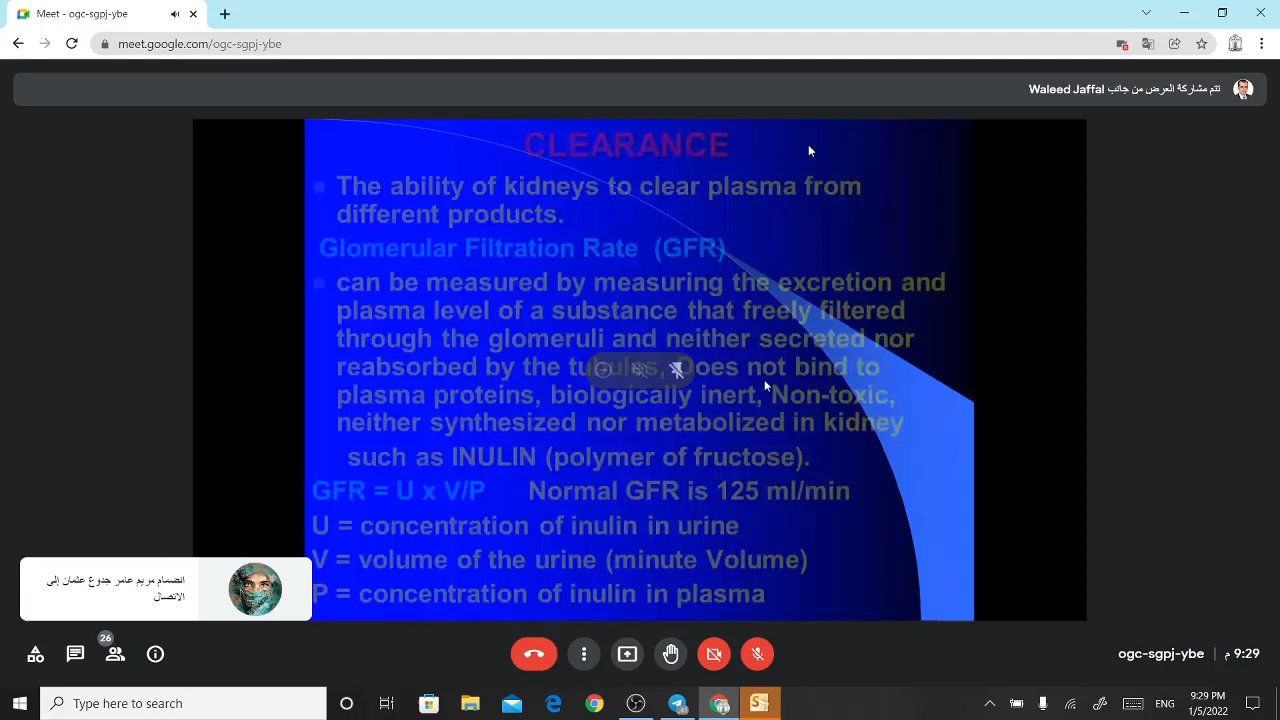 Meet - ogc-sgpj-ybe
meet.google.com/ogc-sgpj-ybe
تتم مشاركة العرض من جانب Waleed Jaffal
CLEARANCE
The ability of kidneys to clear plasma from
different products.
Glomerular Filtration Rate (GFR)
can be measured by measuring the excretion and
plasma level of a substance that freely filtered
through the glomeruli and neither secreted nor
reabsorbed by the tubules, Does not bind to
plasma proteins, biologically inert, Non-toxic,
neither synthesized nor metabolized in kidney
such as INULIN (polymer of fructose).
GFR = U x V/P Normal GFR is 125 ml/min
U = concentration of inulin in urine
V = volume of the urine (minute Volume)
P = concentration of inulin in plasma
انضمام مريم عامر جدوع عثمان إلى
الاتصال
26
ogc-sgpj-ybe | 9:29 م
Type here to search
ENG
9:29 PM
1/5/2022